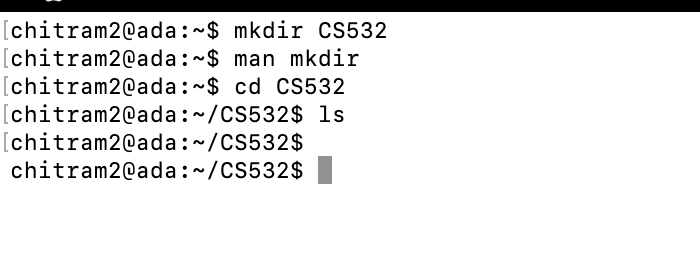 [chitram2@ada:~$ mkdir CS532
[chitram2@ada:~$ man mkdir
[chitram2@ada:~$ cd CS532
[chitram2@ada:~/CS532$ ls
[chitram2@ada:~/CS532$
chitram2@ada:~/CS532$